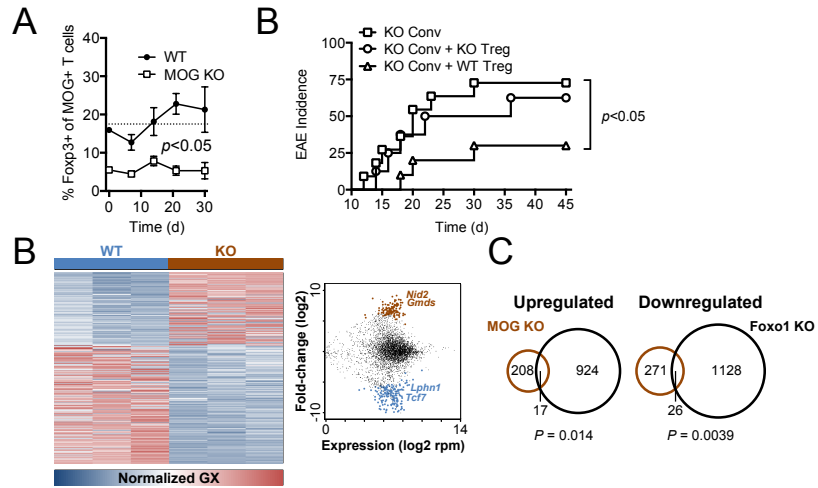 A
% Foxp3+ of MOG+ T cells
40
30
20
10
0
WT
MOG KO
p<0.05
0 10 20 30
Time (d)
B
EAE Incidence
100
75
50
25
0
KO Conv
KO Conv + KO Treg
KO Conv + WT Treg
p<0.05
10 15 20 25 30 35 40 45
Time (d)
B
WT KO
Normalized GX
Fold-change (log2)
10
-10
Nid2
Gmds
Lphn1
Tcf7
0 14
Expression (log2 rpm)
C
Upregulated
MOG KO
208 924
17
P = 0.014
Downregulated
Foxo1 KO
271 1128
26
P = 0.0039